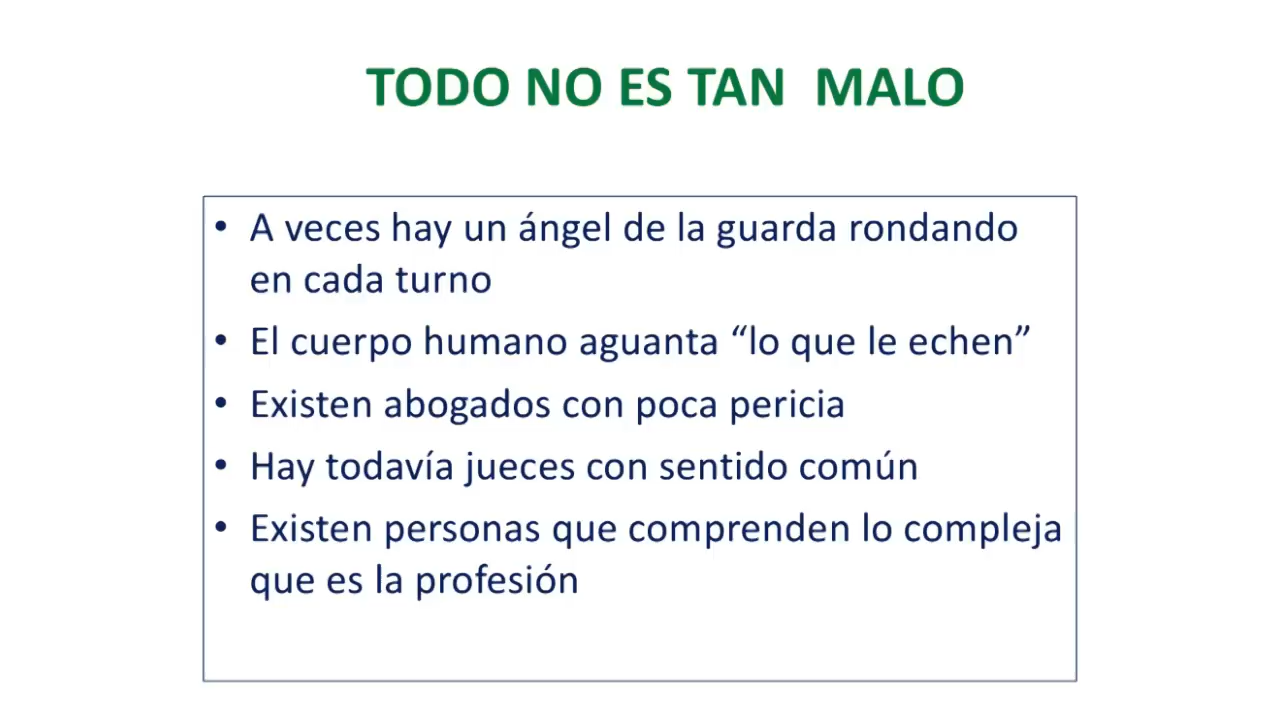 TODO NO ES TAN  MALO
• A veces hay un ángel de la guarda rondando
en cada turno
• El cuerpo humano aguanta “lo que le echen”
• Existen abogados con poca pericia
• Hay todavía jueces con sentido común
• Existen personas que comprenden lo compleja
que es la profesión